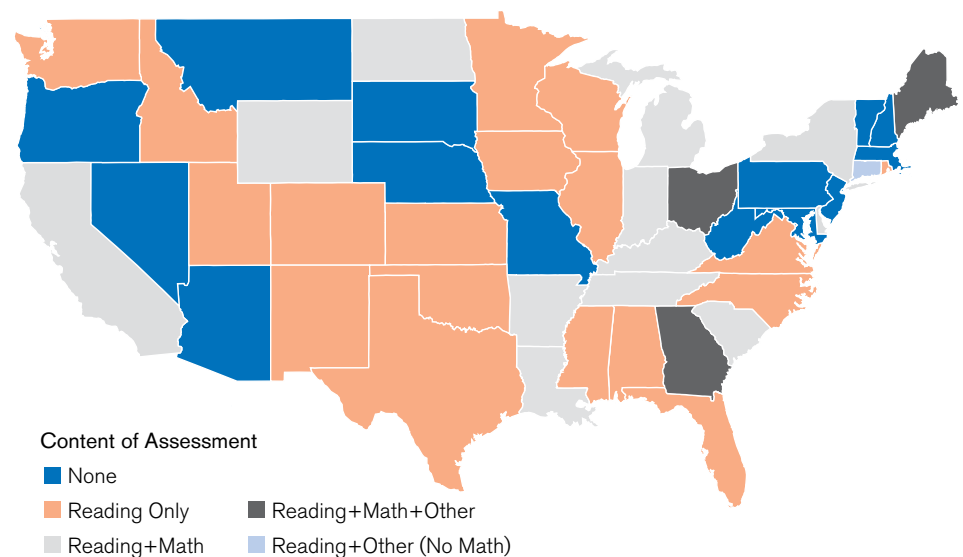 Content of Assessment
None
Reading Only
Reading+Math+Other
Reading+Math
Reading+Other (No Math)